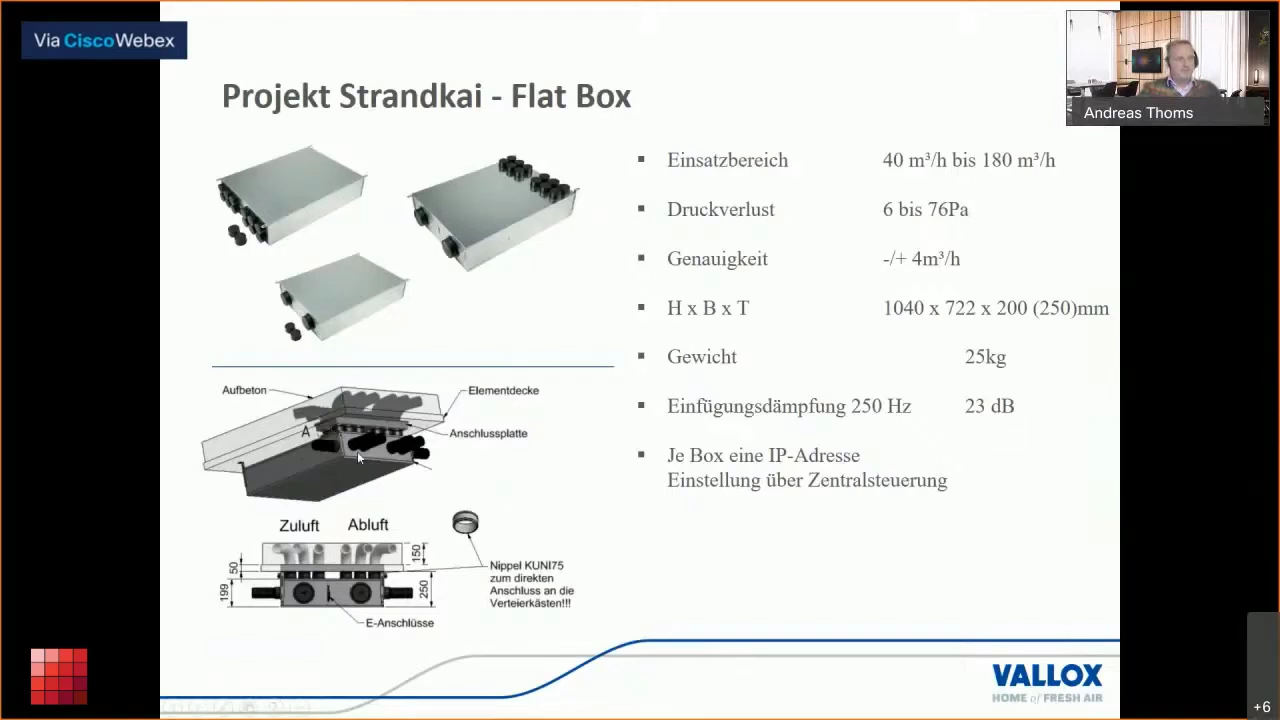 Via CiscoWebex
Projekt Strandkai - Flat Box
Andreas Thoms
Einsatzbereich 40 m³/h bis 180 m³/h
Druckverlust 6 bis 76Pa
Genauigkeit -/+ 4m³/h
H x B x T 1040 x 722 x 200 (250)mm
Gewicht 25kg
Einfügungsdämpfung 250 Hz 23 dB
Je Box eine IP-Adresse
Einstellung über Zentralsteuerung
Aufbeton
Elementdecke
A
Anschlussplatte
Zuluft Abluft
150
50
199
250
Nippel KUNI75
zum direkten
Anschluss an die
Verteierkästen!!!
E-Anschlüsse
VALLOX
HOME of FRESH AIR
+6